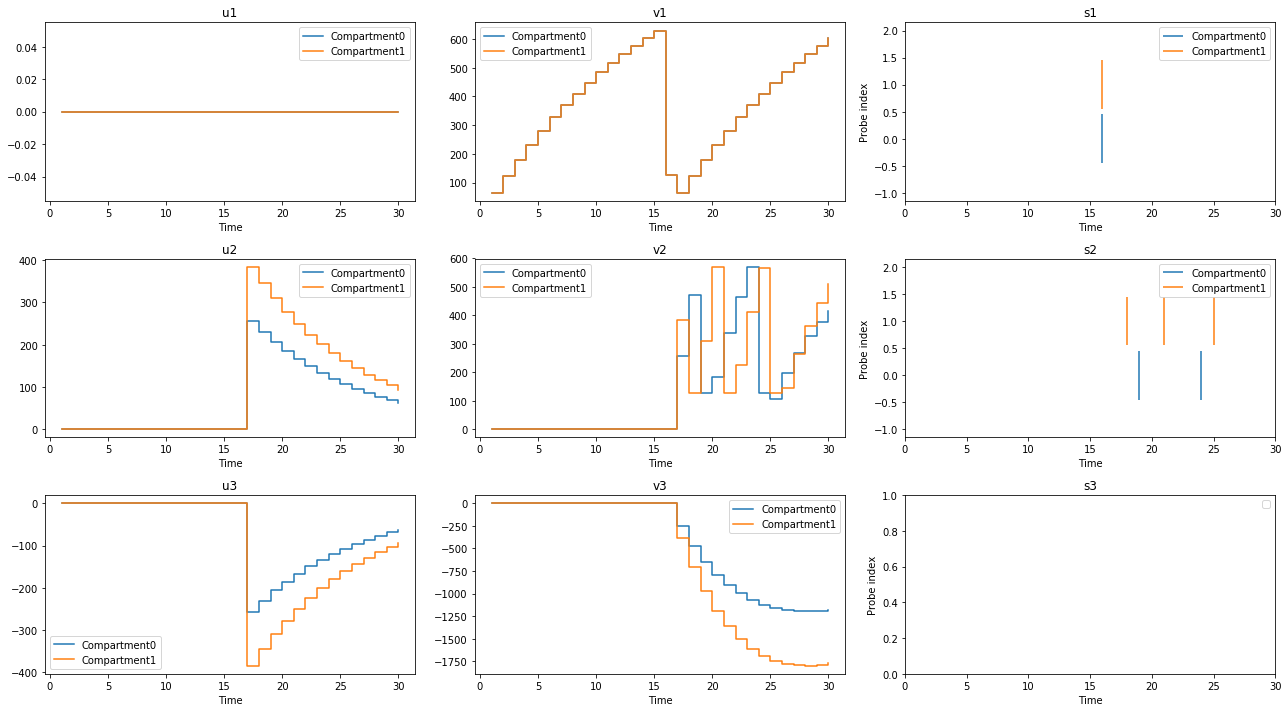 u1
Compartment0
Compartment1
0.04
0.02
0.00
−0.02
−0.04
0 5 10 15 20 25 30
Time
v1
Compartment0
Compartment1
600
500
400
300
200
100
0 5 10 15 20 25 30
Time
s1
Compartment0
Compartment1
Probe index
2.0
1.5
1.0
0.5
0.0
−0.5
−1.0
0 5 10 15 20 25 30
Time
u2
Compartment0
Compartment1
400
300
200
100
0
0 5 10 15 20 25 30
Time
v2
Compartment0
Compartment1
600
500
400
300
200
100
0
0 5 10 15 20 25 30
Time
s2
Compartment0
Compartment1
Probe index
2.0
1.5
1.0
0.5
0.0
−0.5
−1.0
0 5 10 15 20 25 30
Time
u3
0
−100
−200
−300
−400
Compartment0
Compartment1
0 5 10 15 20 25 30
Time
v3
Compartment0
Compartment1
0
−250
−500
−750
−1000
−1250
−1500
−1750
0 5 10 15 20 25 30
Time
s3
Probe index
1.0
0.8
0.6
0.4
0.2
0.0
0 5 10 15 20 25 30
Time